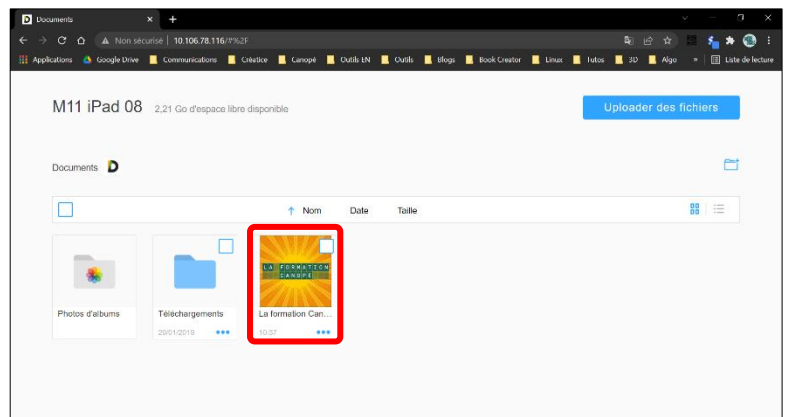 Documents
Non sécurisé | 10.106.78.116/#%2F
Applications Google Drive Communications Créatice Canopé Outils EN Outils Blogs Book Creator Linux Tutos 3D Algo » Liste de lecture
M11 iPad 08 2,21 Go d'espace libre disponible
Uploader des fichiers
Documents
Nom Date Taille
LA FORMATION
CANOPÉ
Photos d'albums
Téléchargements
29/01/2019
La formation Can...
10:57